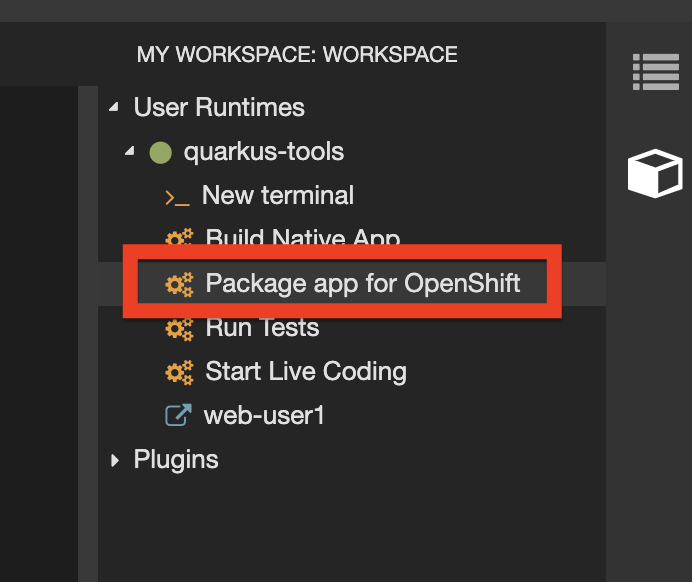 MY WORKSPACE: WORKSPACE
User Runtimes
quarkus-tools
New terminal
Build Native App
Package app for OpenShift
Run Tests
Start Live Coding
web-user1
Plugins